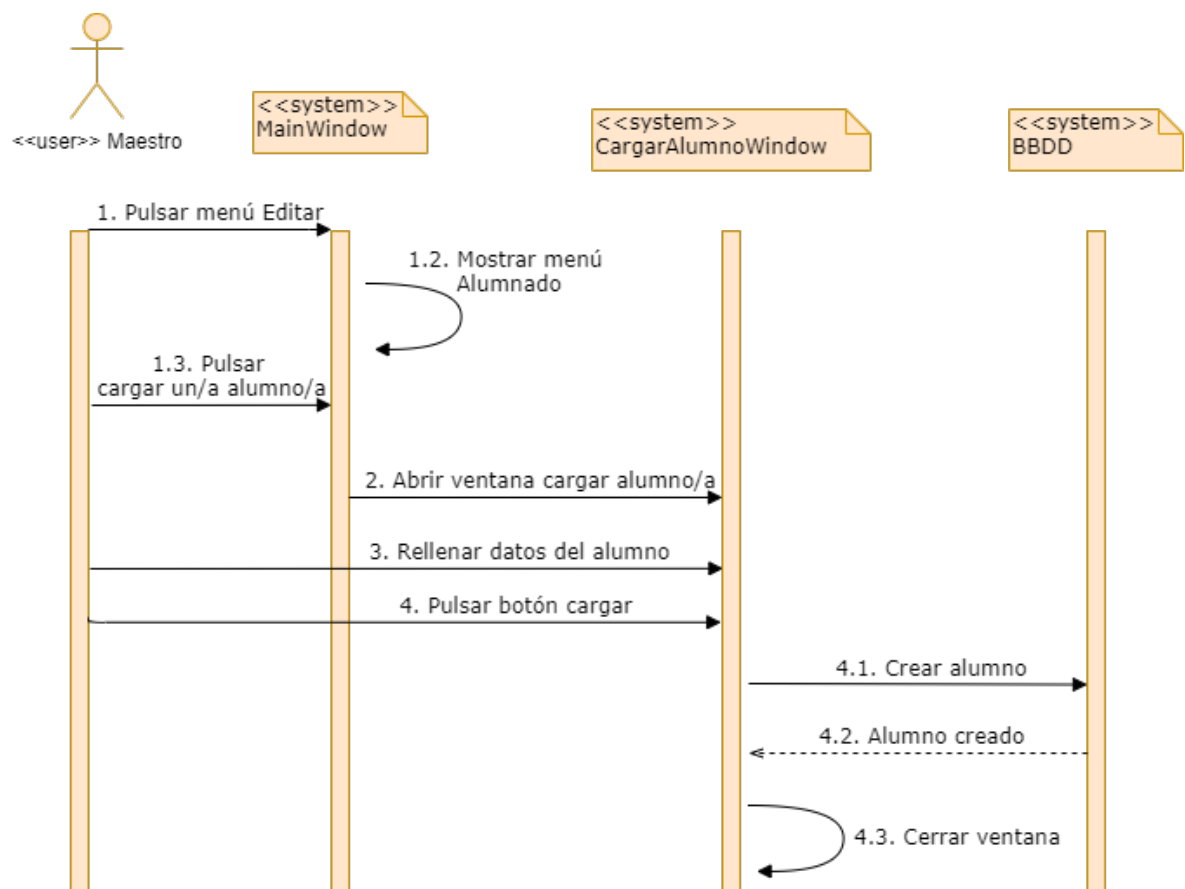 <<user>> Maestro
<<system>>
MainWindow
<<system>>
CargarAlumnoWindow
<<system>>
BBDD
1. Pulsar menú Editar
1.2. Mostrar menú
Alumnado
1.3. Pulsar
cargar un/a alumno/a
2. Abrir ventana cargar alumno/a
3. Rellenar datos del alumno
4. Pulsar botón cargar
4.1. Crear alumno
4.2. Alumno creado
4.3. Cerrar ventana